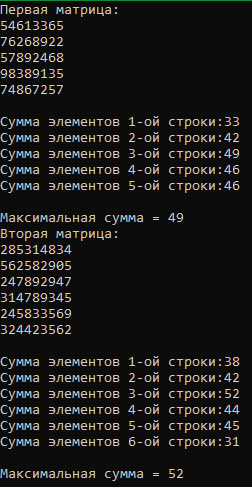 Первая матрица:
54613365
76268922
57892468
98389135
74867257
Сумма элементов 1-ой строки:33
Сумма элементов 2-ой строки:42
Сумма элементов 3-ой строки:49
Сумма элементов 4-ой строки:46
Сумма элементов 5-ой строки:46
Максимальная сумма = 49
Вторая матрица:
285314834
562582905
247892947
314789345
245833569
324423562
Сумма элементов 1-ой строки:38
Сумма элементов 2-ой строки:42
Сумма элементов 3-ой строки:52
Сумма элементов 4-ой строки:44
Сумма элементов 5-ой строки:45
Сумма элементов 6-ой строки:31
Максимальная сумма = 52